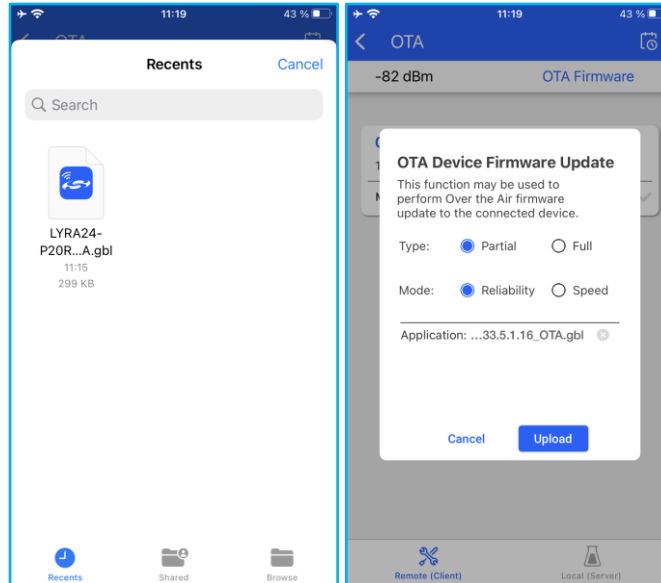 11:19
43 %
OTA
Recents
Cancel
Search
LYRA24-
P20R...A.gbl
11:15
299 KB
Recents
Shared
Browse
11:19
43 %
OTA
-82 dBm
OTA Firmware
OTA Device Firmware Update
This function may be used to
perform Over the Air firmware
update to the connected device.
Type:
Partial
Full
Mode:
Reliability
Speed
Application: ...33.5.1.16_OTA.gbl
Cancel
Upload
Remote (Client)
Local (Server)